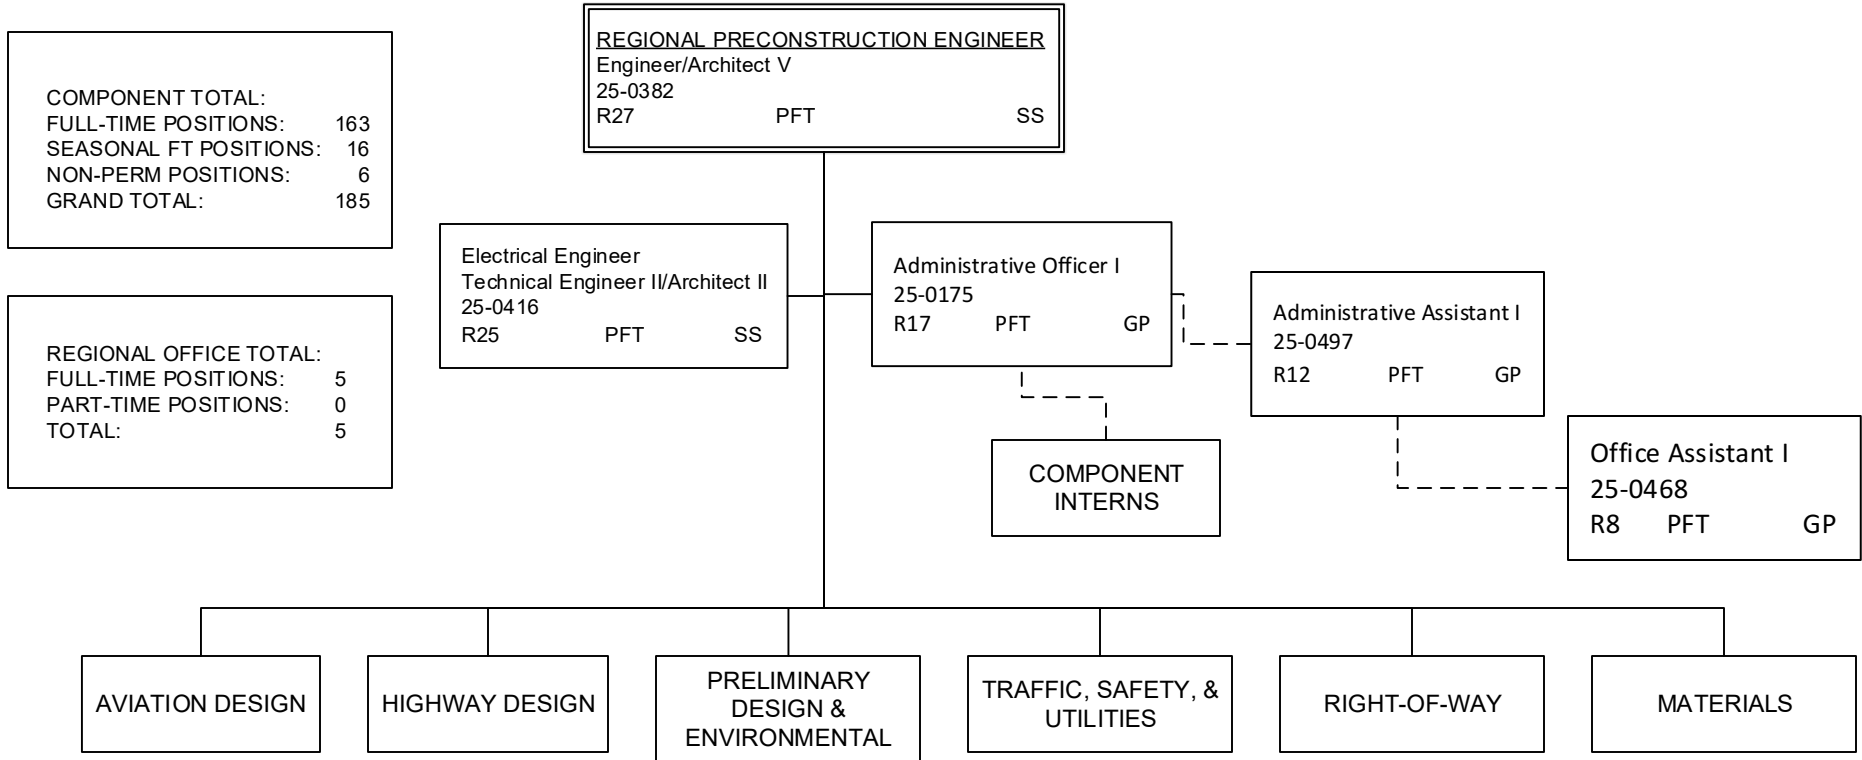 REGIONAL PRECONSTRUCTION ENGINEER
Engineer/Architect V
25-0382
R27 PFT SS
COMPONENT TOTAL:
FULL-TIME POSITIONS: 163
SEASONAL FT POSITIONS: 16
NON-PERM POSITIONS: 6
GRAND TOTAL: 185
REGIONAL OFFICE TOTAL:
FULL-TIME POSITIONS: 5
PART-TIME POSITIONS: 0
TOTAL: 5
Electrical Engineer
Technical Engineer II/Architect II
25-0416
R25 PFT SS
Administrative Officer I
25-0175
R17 PFT GP
Administrative Assistant I
25-0497
R12 PFT GP
Office Assistant I
25-0468
R8 PFT GP
COMPONENT
INTERNS
AVIATION DESIGN
HIGHWAY DESIGN
PRELIMINARY
DESIGN &
ENVIRONMENTAL
TRAFFIC, SAFETY, &
UTILITIES
RIGHT-OF-WAY
MATERIALS